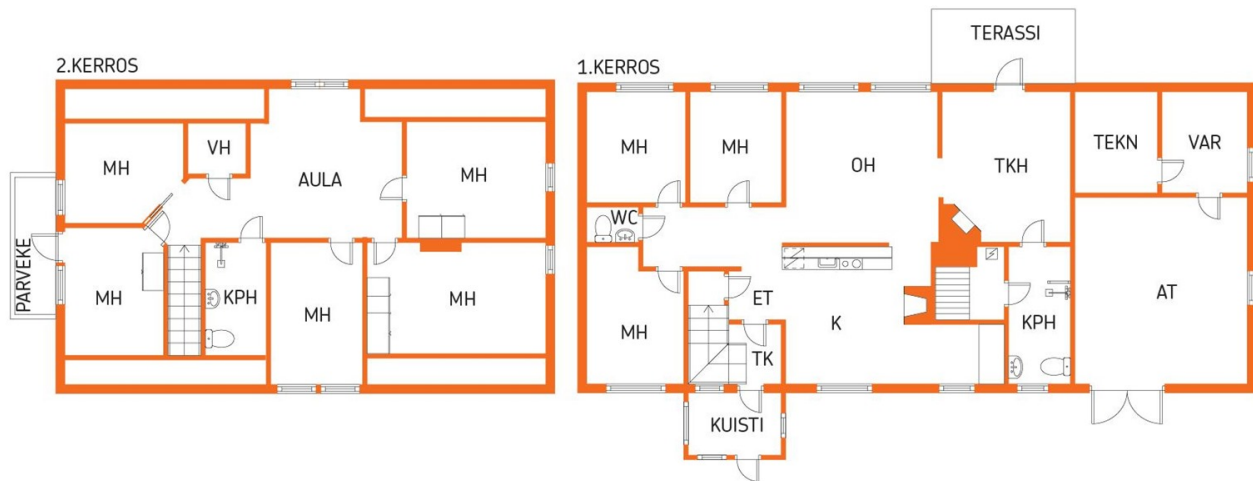 2.KERROS
VH
MH
AULA
MH
PARVEKE
MH
KPH
MH
MH
1.KERROS
TERASSI
MH
MH
OH
TKH
TEKN
VAR
WC
ET
AT
MH
K
KPH
TK
KUISTI